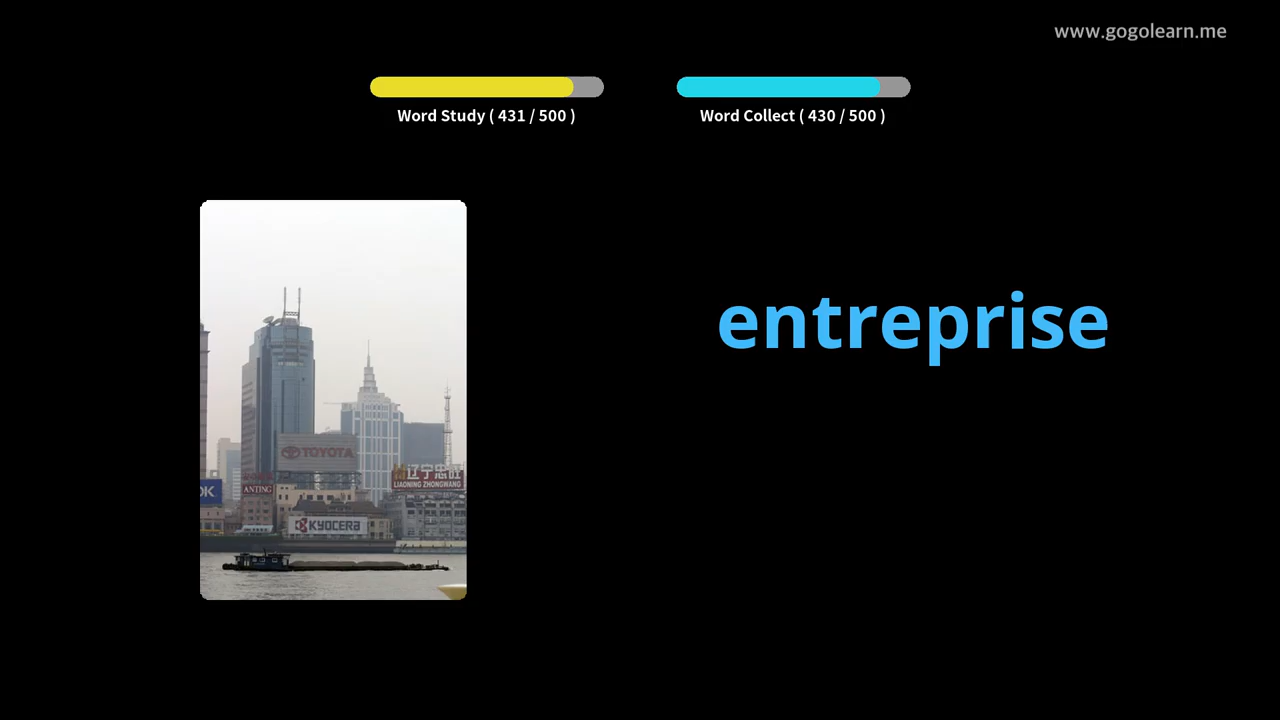 www.gogolearn.me
Word Study ( 431 / 500 )
Word Collect ( 430 / 500 )
entreprise
TOYOTA
辽宁忠旺
LIAONING ZHONGWANG
OK
ANTING
KYOCERA